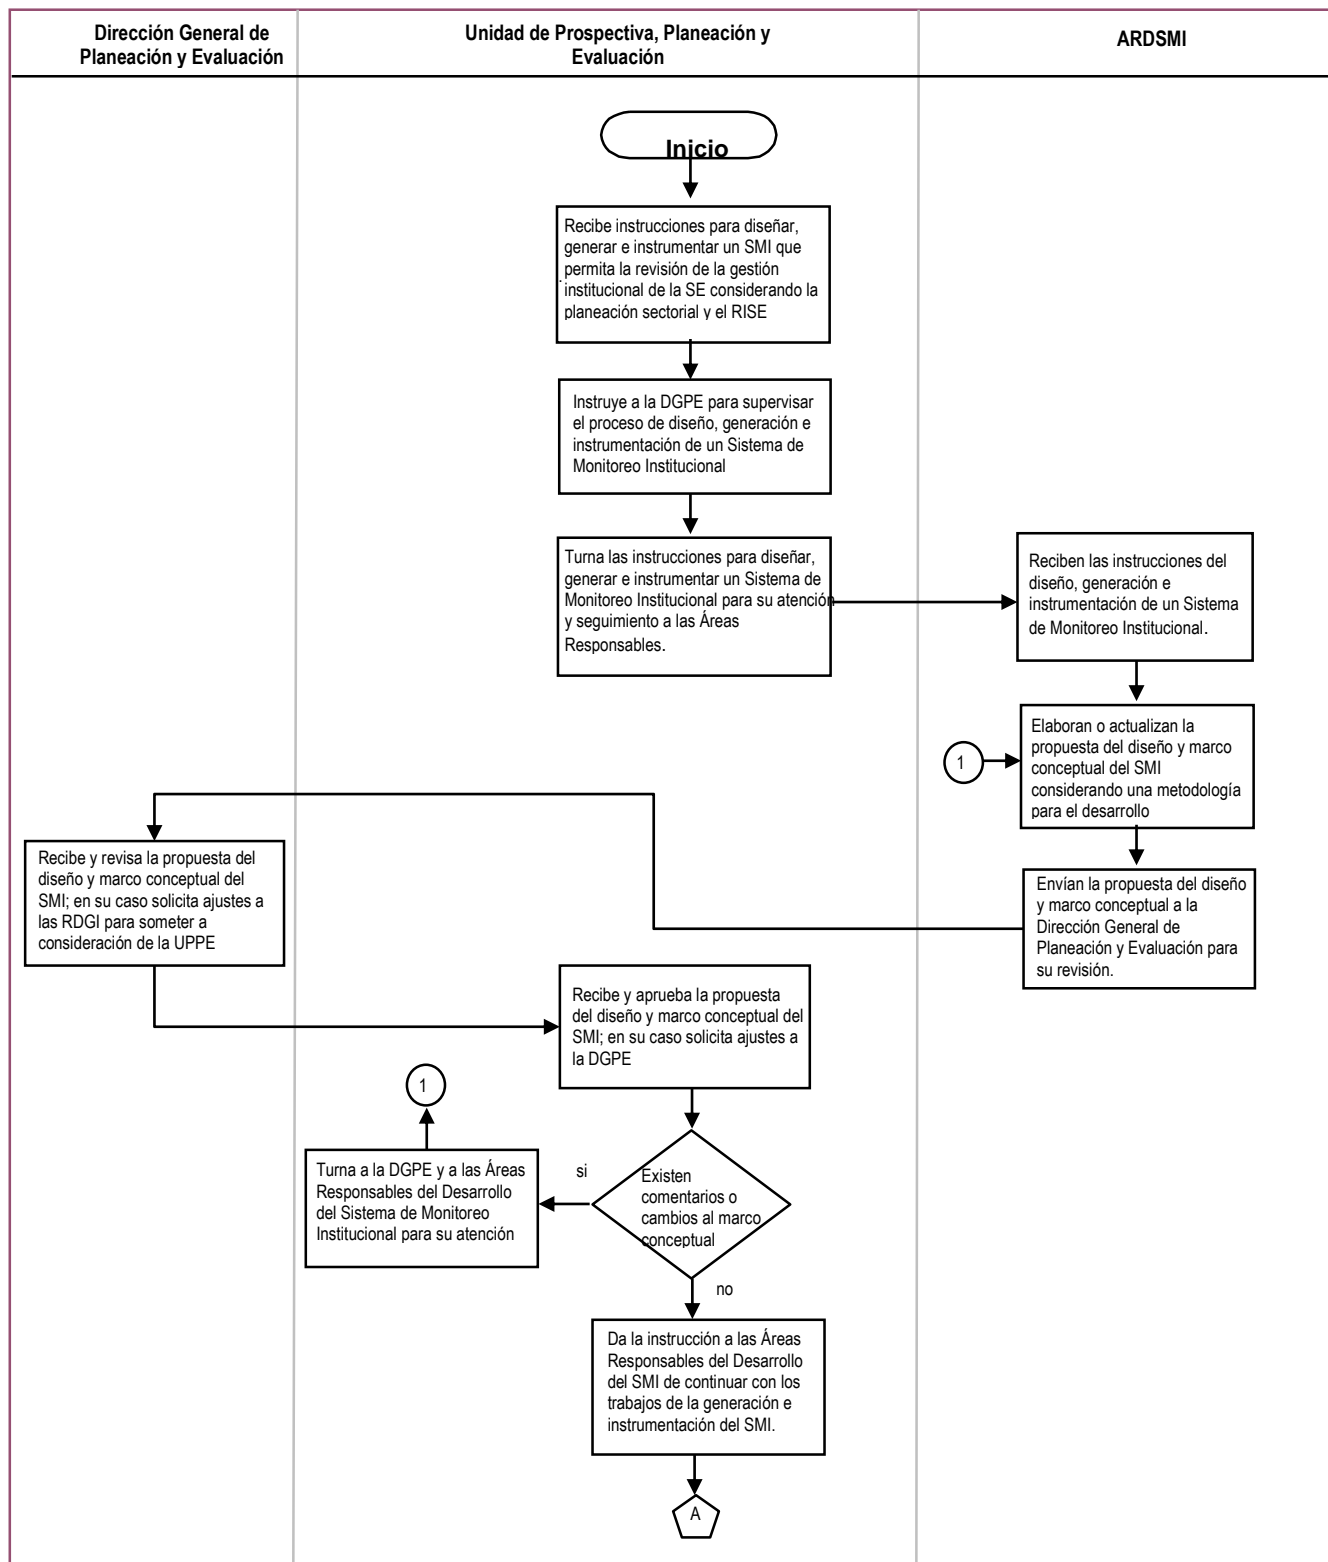 Dirección General de
Planeación y Evaluación
Unidad de Prospectiva, Planeación y
Evaluación
ARDSMI
Inicio
Recibe instrucciones para diseñar,
generar e instrumentar un SMI que
permita la revisión de la gestión
institucional de la SE considerando la
planeación sectorial y el RISE
Instruye a la DGPE para supervisar
el proceso de diseño, generación e
instrumentación de un Sistema de
Monitoreo Institucional
Turna las instrucciones para diseñar,
generar e instrumentar un Sistema de
Monitoreo Institucional para su atención
y seguimiento a las Áreas
Responsables.
Reciben las instrucciones del
diseño, generación e
instrumentación de un Sistema
de Monitoreo Institucional.
1
Elaboran o actualizan la
propuesta del diseño y marco
conceptual del SMI
considerando una metodología
para el desarrollo
Envían la propuesta del diseño
y marco conceptual a la
Dirección General de
Planeación y Evaluación para
su revisión.
Recibe y revisa la propuesta del
diseño y marco conceptual del
SMI; en su caso solicita ajustes a
las RDGI para someter a
consideración de la UPPE
Recibe y aprueba la propuesta
del diseño y marco conceptual del
SMI; en su caso solicita ajustes a
la DGPE
1
Turna a la DGPE y a las Áreas
Responsables del Desarrollo
del Sistema de Monitoreo
Institucional para su atención
si
Existen
comentarios o
cambios al marco
conceptual
no
Da la instrucción a las Áreas
Responsables del Desarrollo
del SMI de continuar con los
trabajos de la generación e
instrumentación del SMI.
A